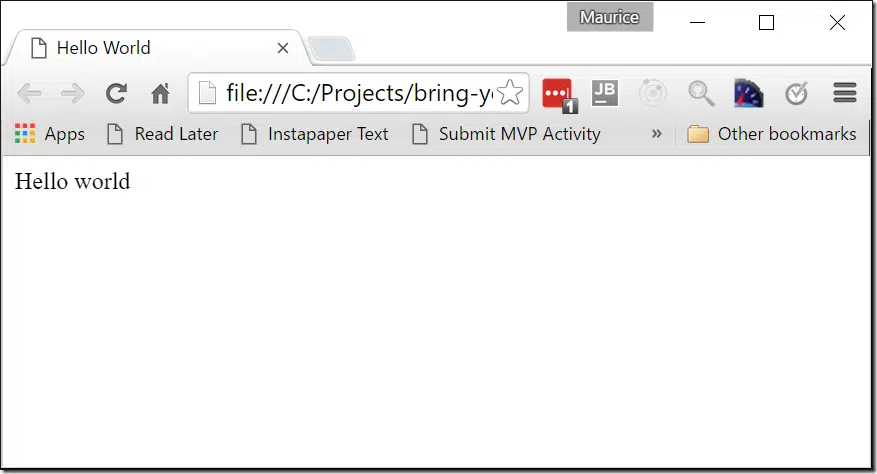 Maurice
Hello World
file:///C:/Projects/bring-y
1
JB
Apps Read Later Instapaper Text Submit MVP Activity » Other bookmarks
Hello world